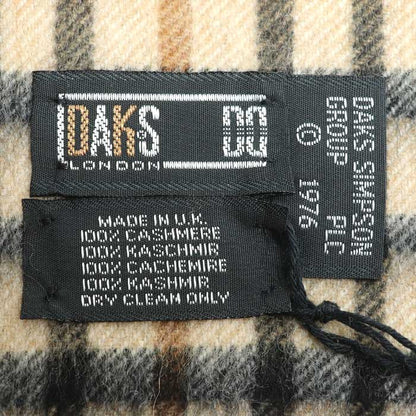 DAKS DD
LONDON
DAKS SIMPSON
GROUP PLC
© 1976
MADE IN U.K.
100% CASHMERE
100% KASCHMIR
100% CACHEMIRE
100% KASHMIR
DRY CLEAN ONLY